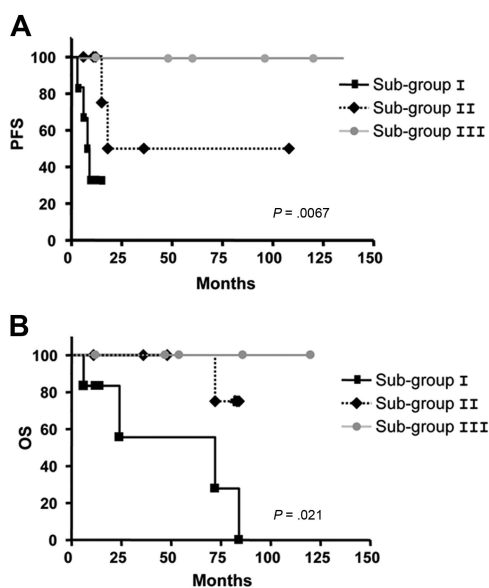 A
100
80
60
40
20
0
PFS
0 25 50 75 100 125 150
Months
Sub-group I
Sub-group II
Sub-group III
P = .0067
B
100
80
60
40
20
0
OS
0 25 50 75 100 125 150
Months
Sub-group I
Sub-group II
Sub-group III
P = .021